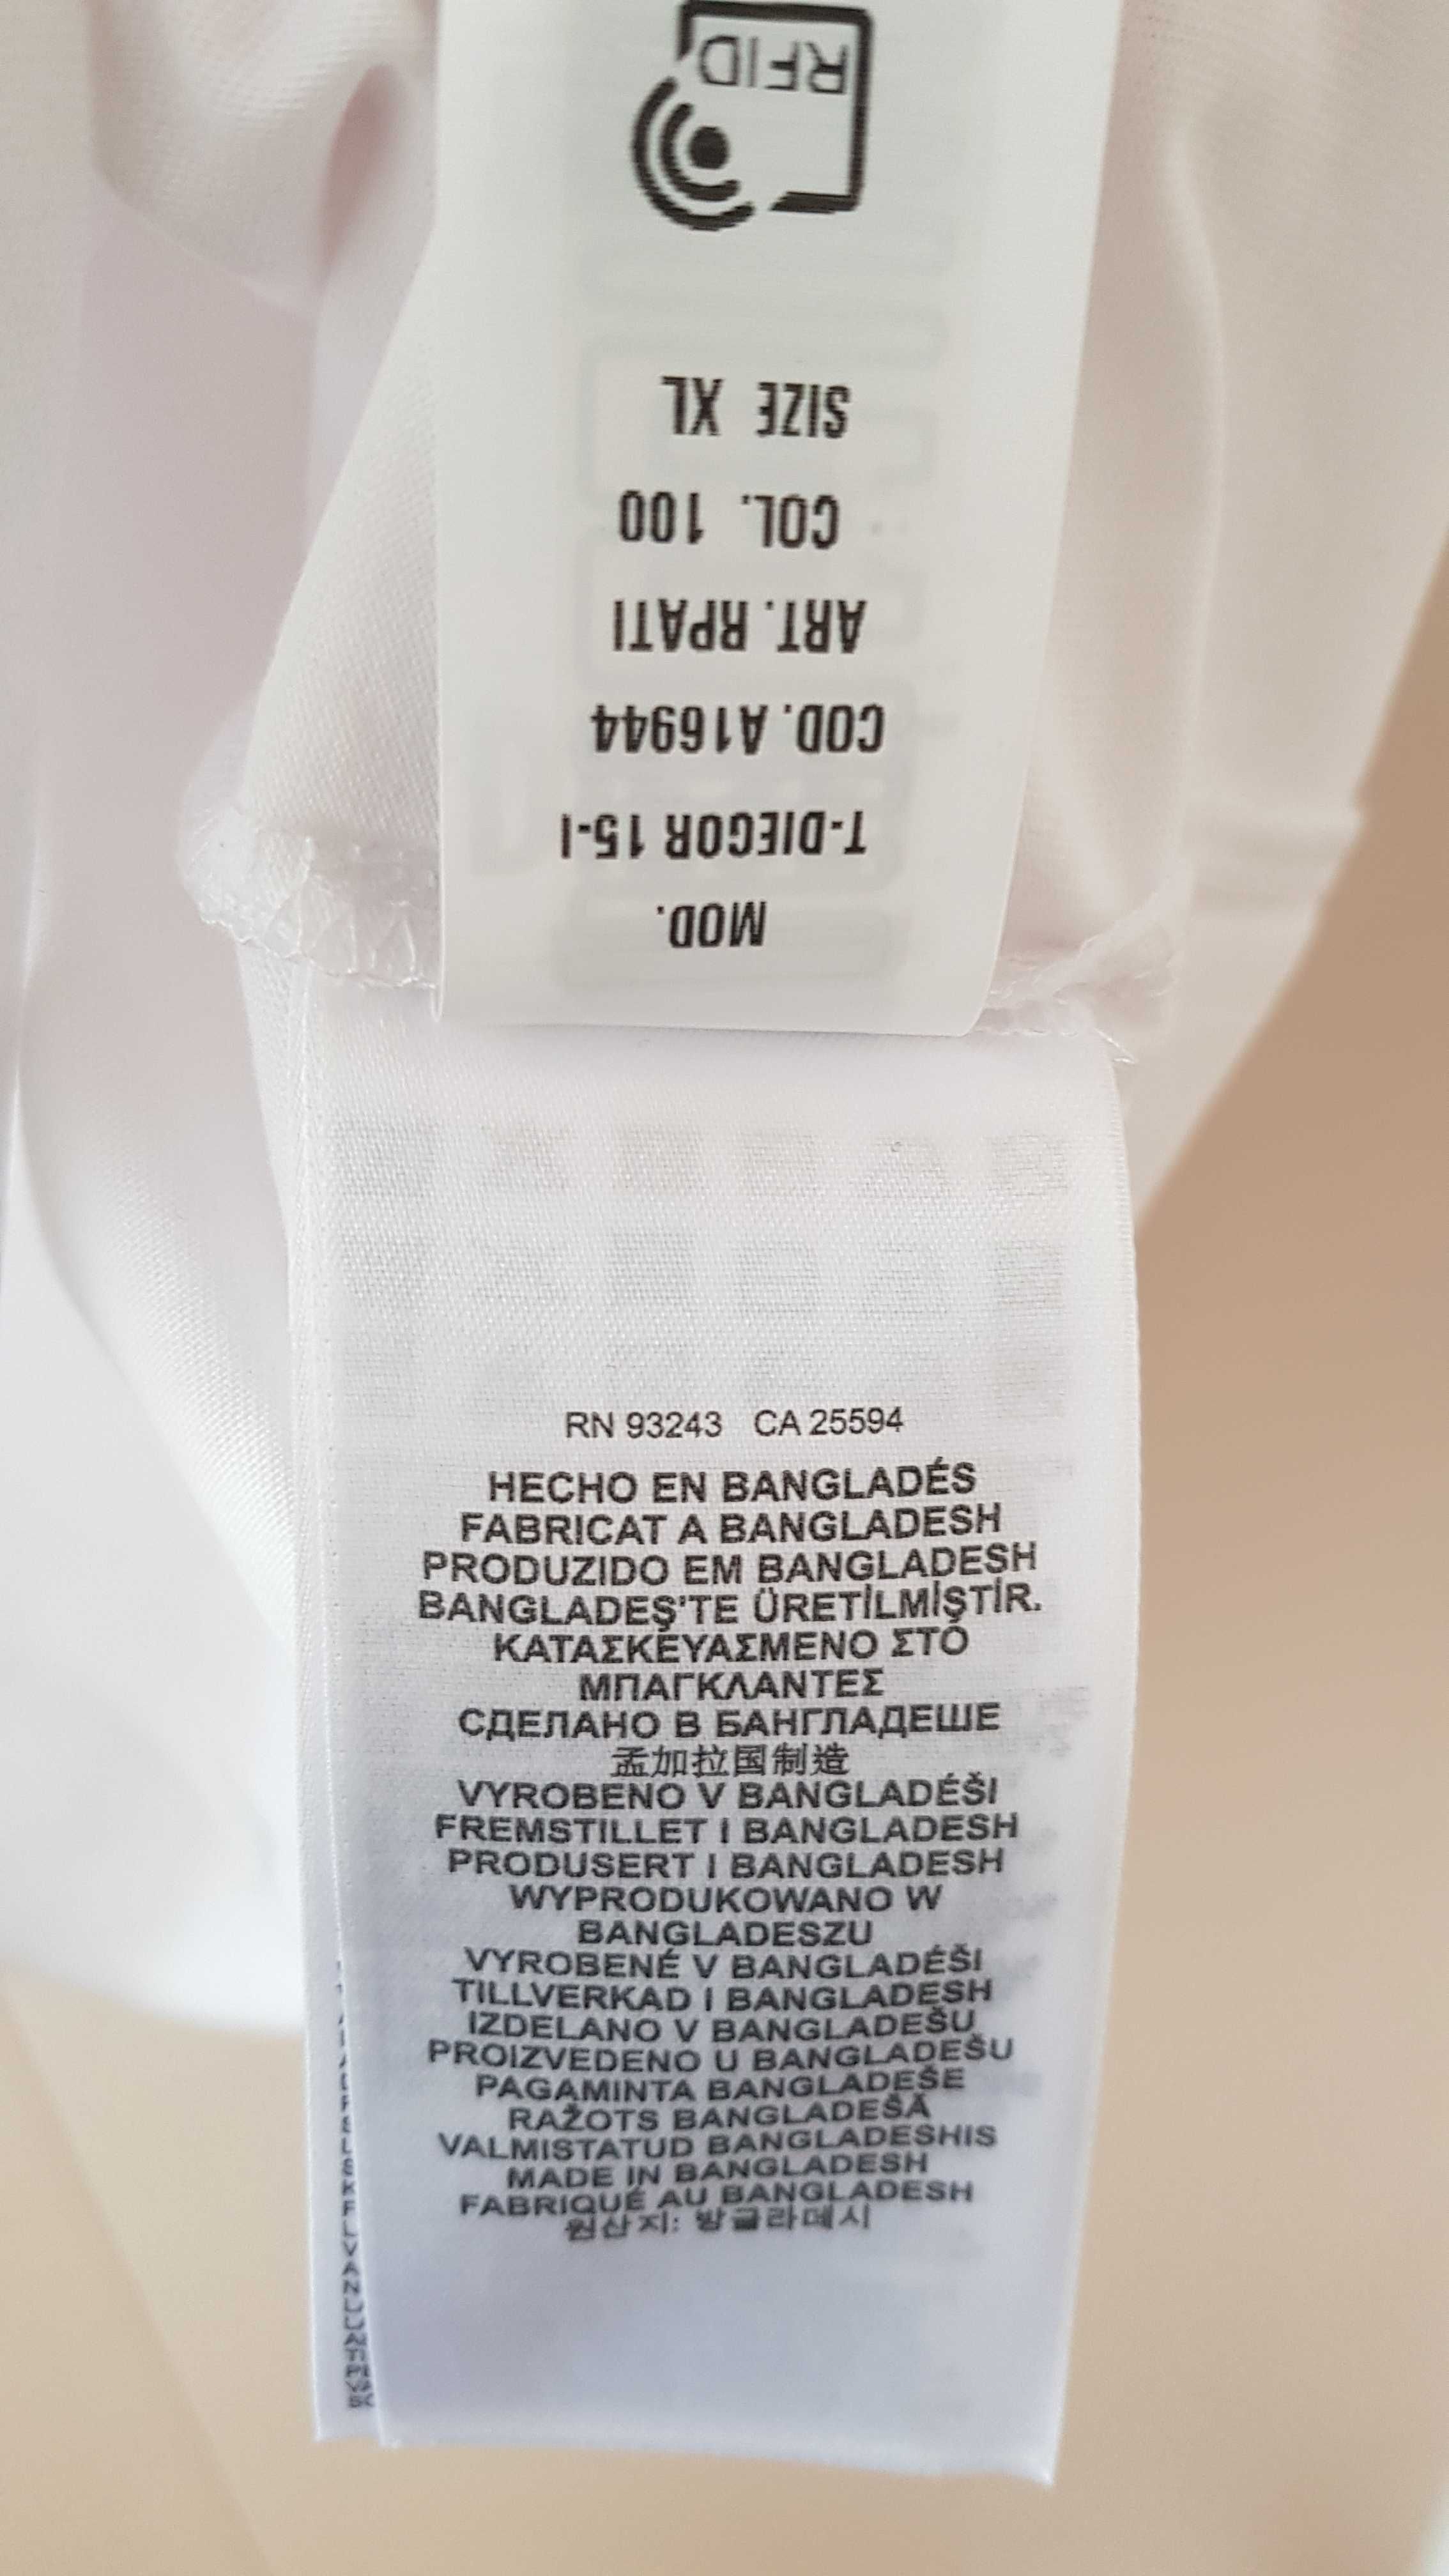 MOD.
T-DIEGOR 15-I
COD. A16944
ART. RPATI
COL. 100
SIZE XL
RFID
RN 93243 CA 25594
HECHO EN BANGLADÉS
FABRICAT A BANGLADESH
PRODUZIDO EM BANGLADESH
BANGLADEŞ'TE ÜRETİLMİŞTİR.
ΚΑΤΑΣΚΕΥΑΣΜΕΝΟ ΣΤΟ
ΜΠΑΓΚΛΑΝΤΕΣ
СДЕЛАНО В БАНГЛАДЕШЕ
孟加拉国制造
VYROBENO V BANGLADÉŠI
FREMSTILLET I BANGLADESH
PRODUSERT I BANGLADESH
WYPRODUKOWANO W
BANGLADESZU
VYROBENÉ V BANGLADÉŠI
TILLVERKAD I BANGLADESH
IZDELANO V BANGLADEŠU
PROIZVEDENO U BANGLADEŠU
PAGAMINTA BANGLADEŠE
RAŽOTS BANGLADEŠĀ
VALMISTATUD BANGLADESHIS
MADE IN BANGLADESH
FABRIQUÉ AU BANGLADESH
원산지: 방글라데시